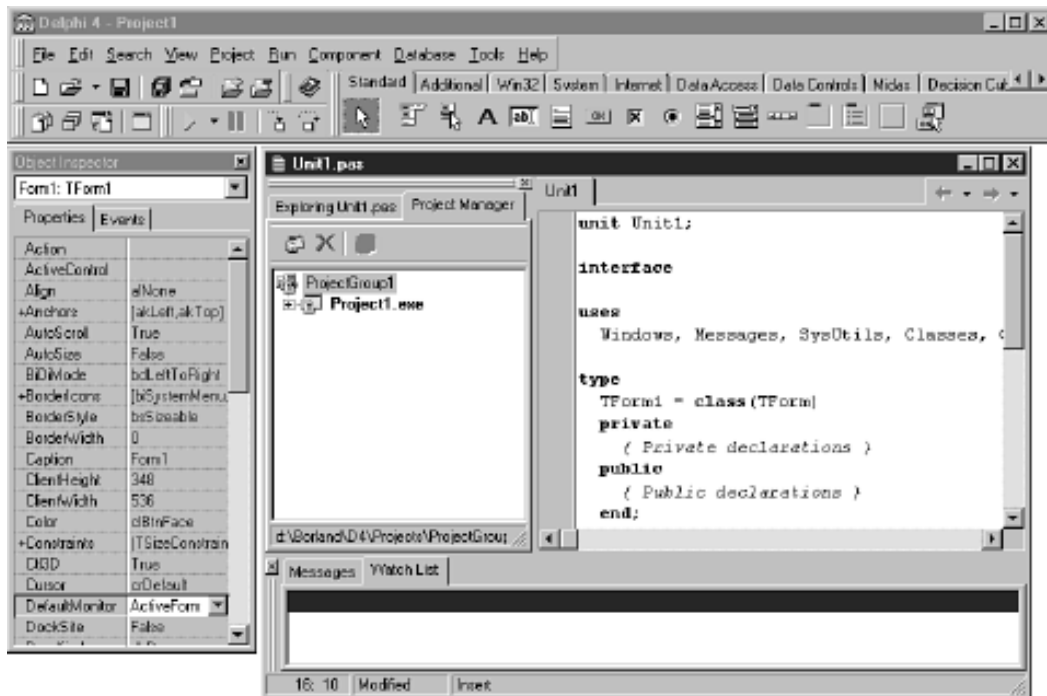 Delphi 4 - Project1
File Edit Search View Project Run Component Database Tools Help
Standard Additional Win32 System Internet Data Access Data Controls Midas Decision Cub
Object Inspector
Form1: TForm1
Properties Events
Action
ActiveControl
Align alNone
+Anchors [akLeft,akTop]
AutoScroll True
AutoSize False
BiDiMode bdLeftToRight
+BorderIcons [biSystemMenu,
BorderStyle bsSizeable
BorderWidth 0
Caption Form1
ClientHeight 348
ClientWidth 536
Color clBtnFace
+Constraints (TSizeConstrain
Ctl3D True
Cursor crDefault
DefaultMonitor ActiveForm
DockSite False
Unit1.pas
Exploring Unit1.pas Project Manager
ProjectGroup1
Project1.exe
d:\Borland\D4\Projects\ProjectGroup
Unit1
unit Unit1;
interface
uses
Windows, Messages, SysUtils, Classes,
type
TForm1 = class(TForm)
private
{ Private declarations }
public
{ Public declarations }
end;
Messages Watch List
16: 10 Modified Insert